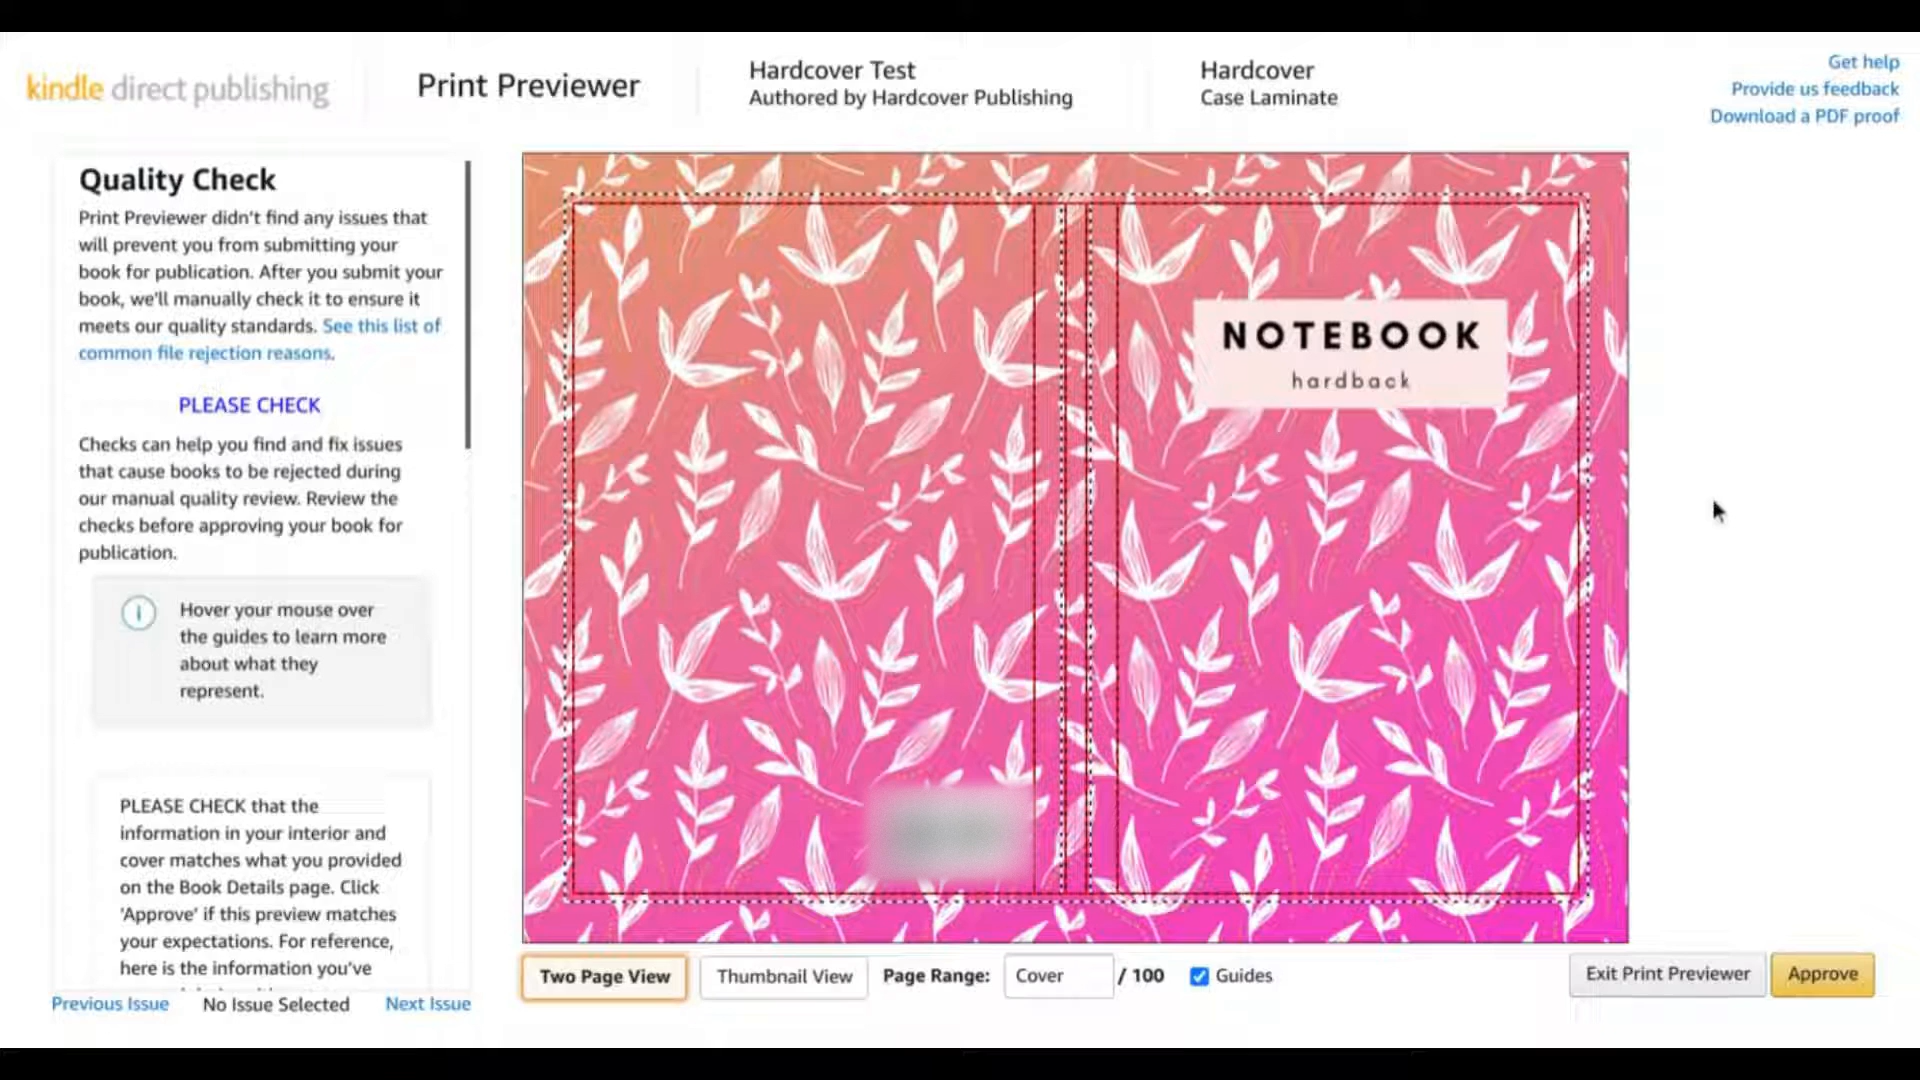 kindle direct publishing
Print Previewer
Hardcover Test
Authored by Hardcover Publishing
Hardcover
Case Laminate
Get help
Provide us feedback
Download a PDF proof
Quality Check
Print Previewer didn't find any issues that
will prevent you from submitting your
book for publication. After you submit your
book, we'll manually check it to ensure it
meets our quality standards. See this list of
common file rejection reasons.
PLEASE CHECK
Checks can help you find and fix issues
that cause books to be rejected during
our manual quality review. Review the
checks before approving your book for
publication.
Hover your mouse over
the guides to learn more
about what they
represent.
PLEASE CHECK that the
information in your interior and
cover matches what you provided
on the Book Details page. Click
'Approve' if this preview matches
your expectations. For reference,
here is the information you've
Previous Issue
No Issue Selected
Next Issue
NOTEBOOK
hardback
Two Page View
Thumbnail View
Page Range:
Cover
/ 100
Guides
Exit Print Previewer
Approve